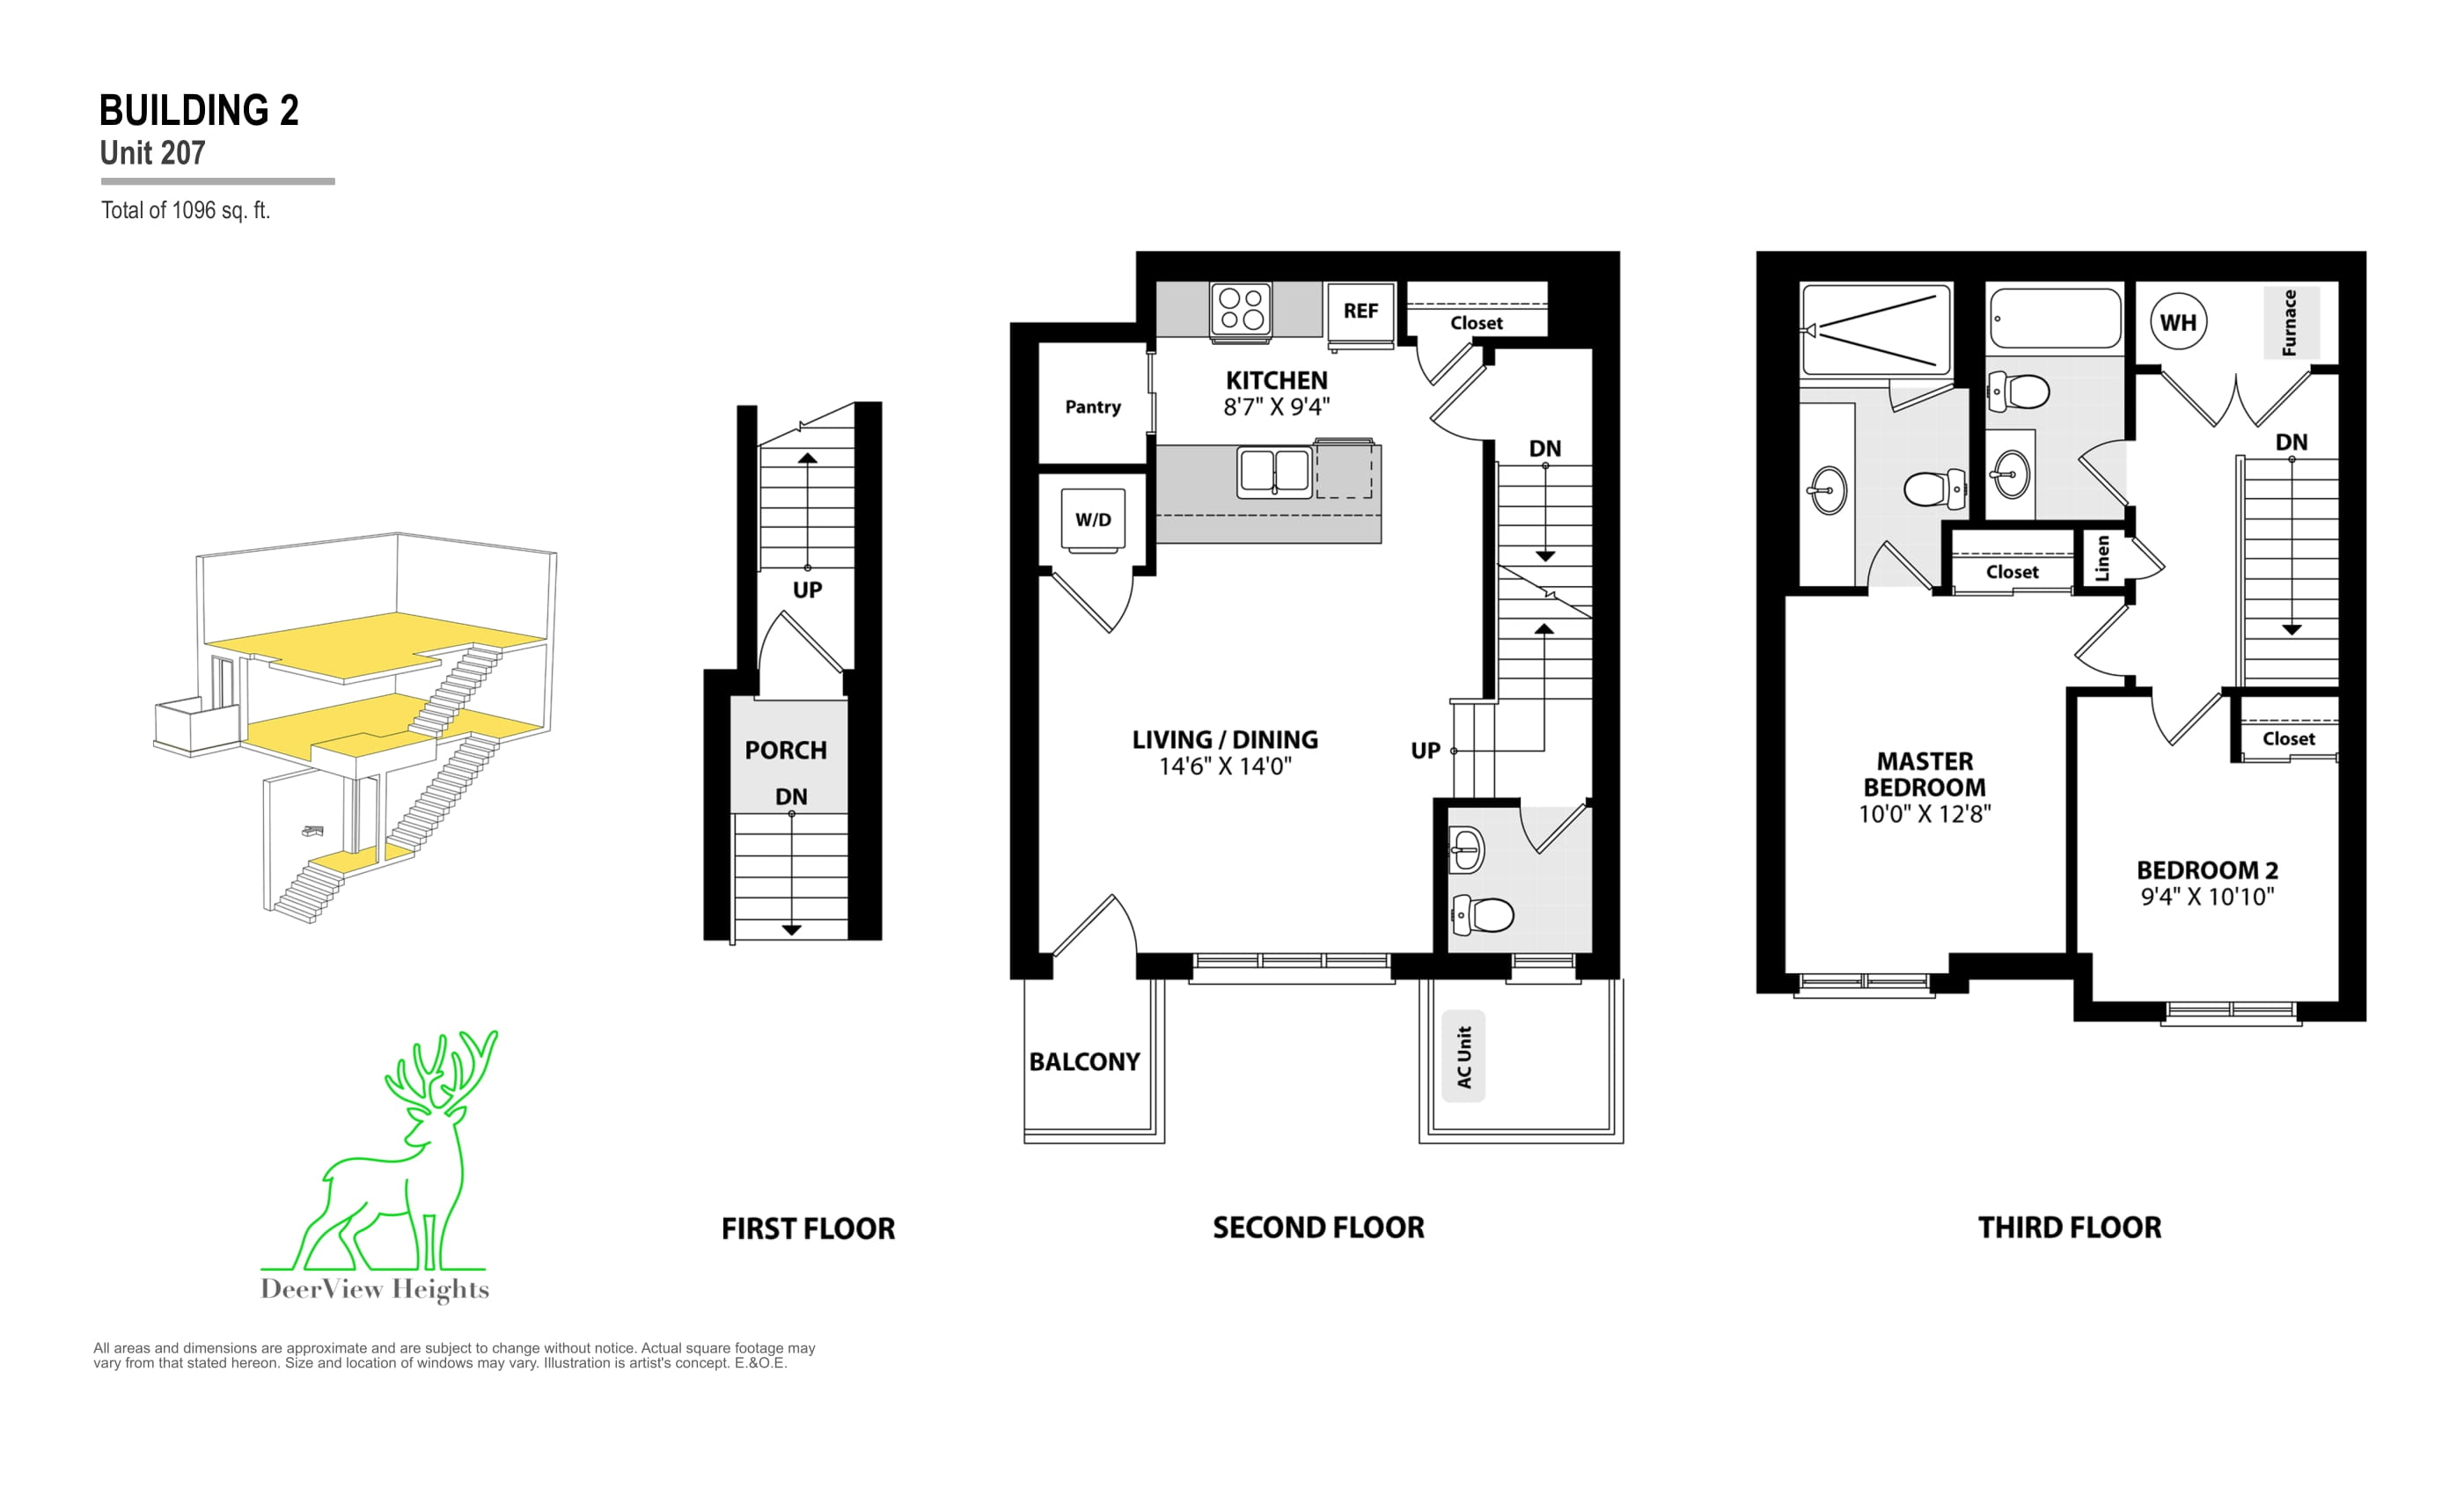 BUILDING 2
Unit 207
Total of 1096 sq. ft.
UP
PORCH
DN
FIRST FLOOR
REF
Closet
KITCHEN
8'7" X 9'4"
Pantry
DN
W/D
LIVING / DINING
14'6" X 14'0"
UP
BALCONY
AC Unit
SECOND FLOOR
WH
Furnace
DN
Closet
Linen
Closet
MASTER
BEDROOM
10'0" X 12'8"
BEDROOM 2
9'4" X 10'10"
THIRD FLOOR
DeerView Heights
All areas and dimensions are approximate and are subject to change without notice. Actual square footage may
vary from that stated hereon. Size and location of windows may vary. Illustration is artist's concept. E.&O.E.